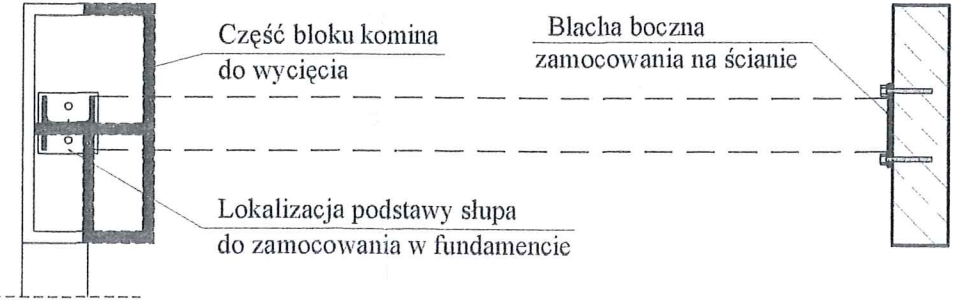 Część bloku komina
do wycięcia
Blacha boczna
zamocowania na ścianie
Lokalizacja podstawy słupa
do zamocowania w fundamencie